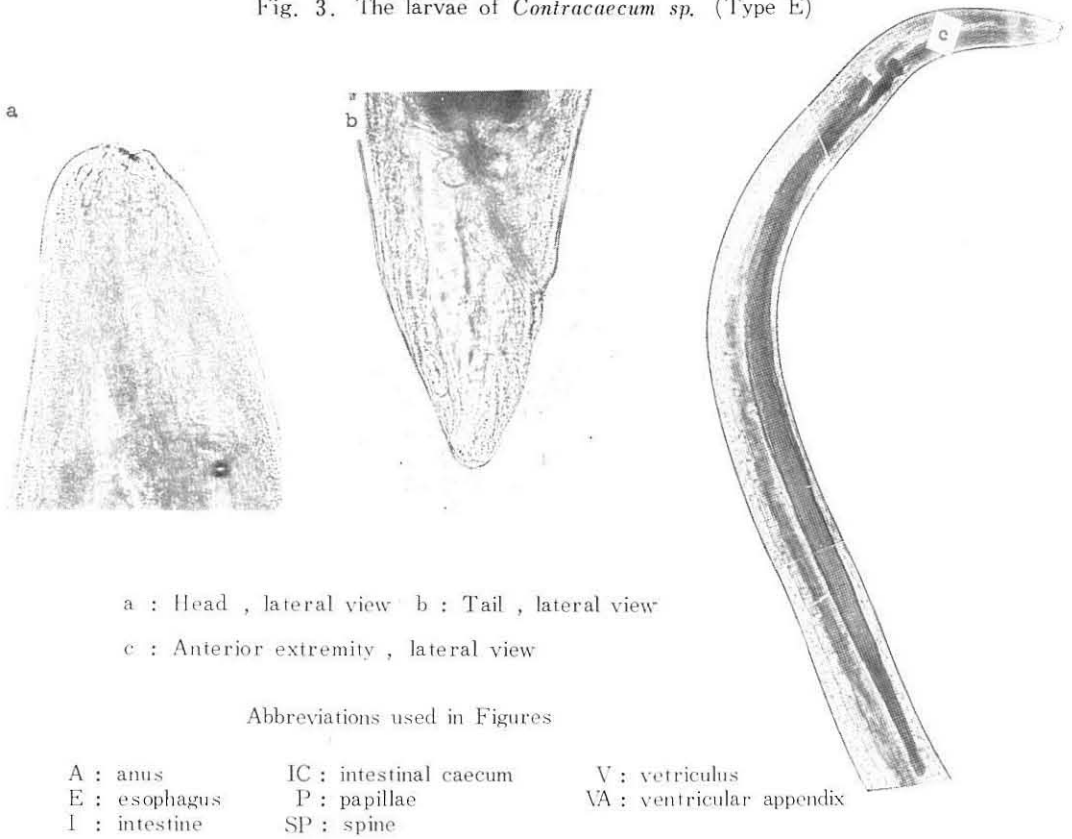 Fig. 3. The larvae of Contracaecum sp. (Type E)
a
b
c
a : Head , lateral view b : Tail , lateral view
c : Anterior extremity , lateral view
Abbreviations used in Figures
A : anus IC : intestinal caecum V : vetriculus
E : esophagus P : papillae VA : ventricular appendix
I : intestine SP : spine